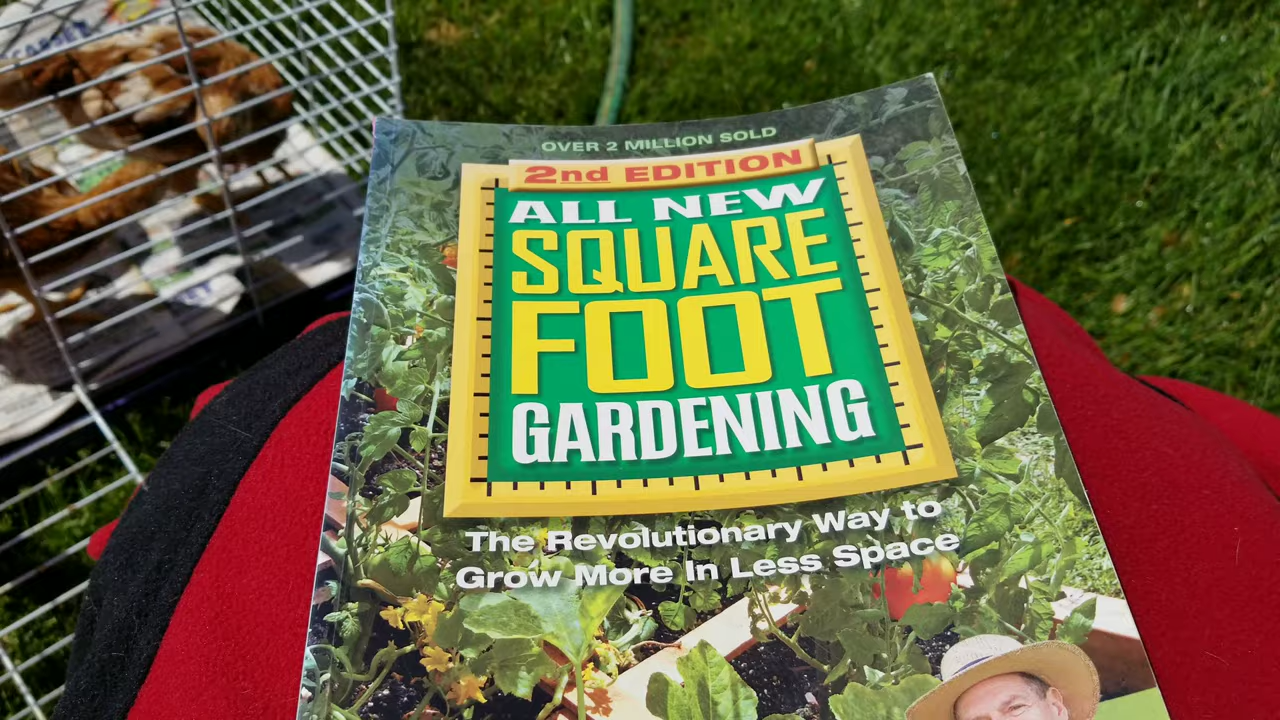 OVER 2 MILLION SOLD
2nd EDITION
ALL NEW
SQUARE
FOOT
GARDENING
The Revolutionary Way to
Grow More In Less Space